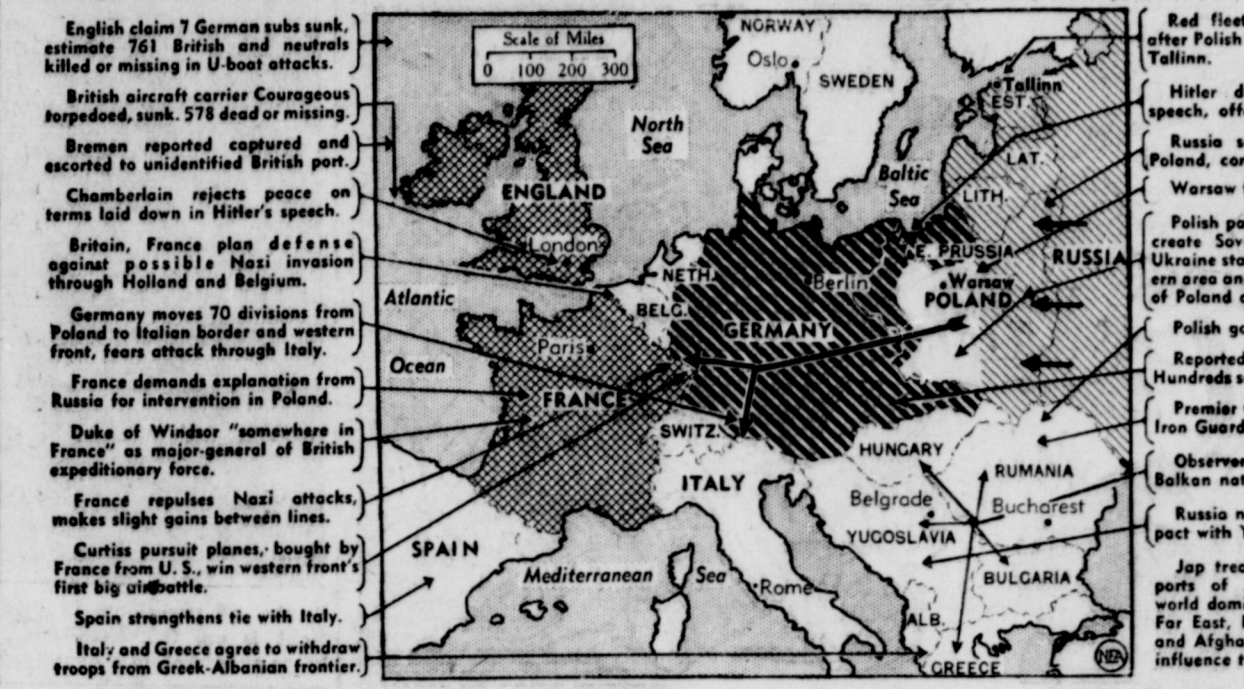 English claim 7 German subs sunk,
estimate 761 British and neutrals
killed or missing in U-boat attacks.
British aircraft carrier Courageous
torpedoed, sunk. 578 dead or missing.
Bremen reported captured and
escorted to unidentified British port.
Chamberlain rejects peace on
terms laid down in Hitler's speech.
Britain, France plan defense
against possible Nazi invasion
through Holland and Belgium.
Germany moves 70 divisions from
Poland to Italian border and western
front, fears attack through Italy.
France demands explanation from
Russia for intervention in Poland.
Duke of Windsor "somewhere in
France" as major-general of British
expeditionary force.
France repulses Nazi attacks,
makes slight gains between lines.
Curtiss pursuit planes, bought by
France from U. S., win western front's
first big air battle.
Spain strengthens tie with Italy.
Italy and Greece agree to withdraw
troops from Greek-Albanian frontier.
Scale of Miles
0 100 200 300
NORWAY
Oslo
SWEDEN
North
Sea
Baltic
Sea
Tallinn
EST.
LAT.
LITH.
ENGLAND
London
NETH.
BELG.
Berlin
E. PRUSSIA
RUSSIA
Warsaw
POLAND
GERMANY
Atlantic
Ocean
Paris
FRANCE
SWITZ.
ITALY
HUNGARY
RUMANIA
Belgrade
Bucharest
YUGOSLAVIA
BULGARIA
SPAIN
Mediterranean Sea
Rome
ALB.
GREECE
NEA
Red fleet
after Polish
Tallinn.
Hitler d
speech, off
Russia s
Poland, con
Warsaw
Polish po
create Sov
Ukraine sta
ern area an
of Poland
Polish go
Reported
Hundreds s
Premier
Iron Guard
Observer
Balkan nat
Russia n
pact with Y
Jap trea
ports of
world domi
Far East,
and Afgha
influence t